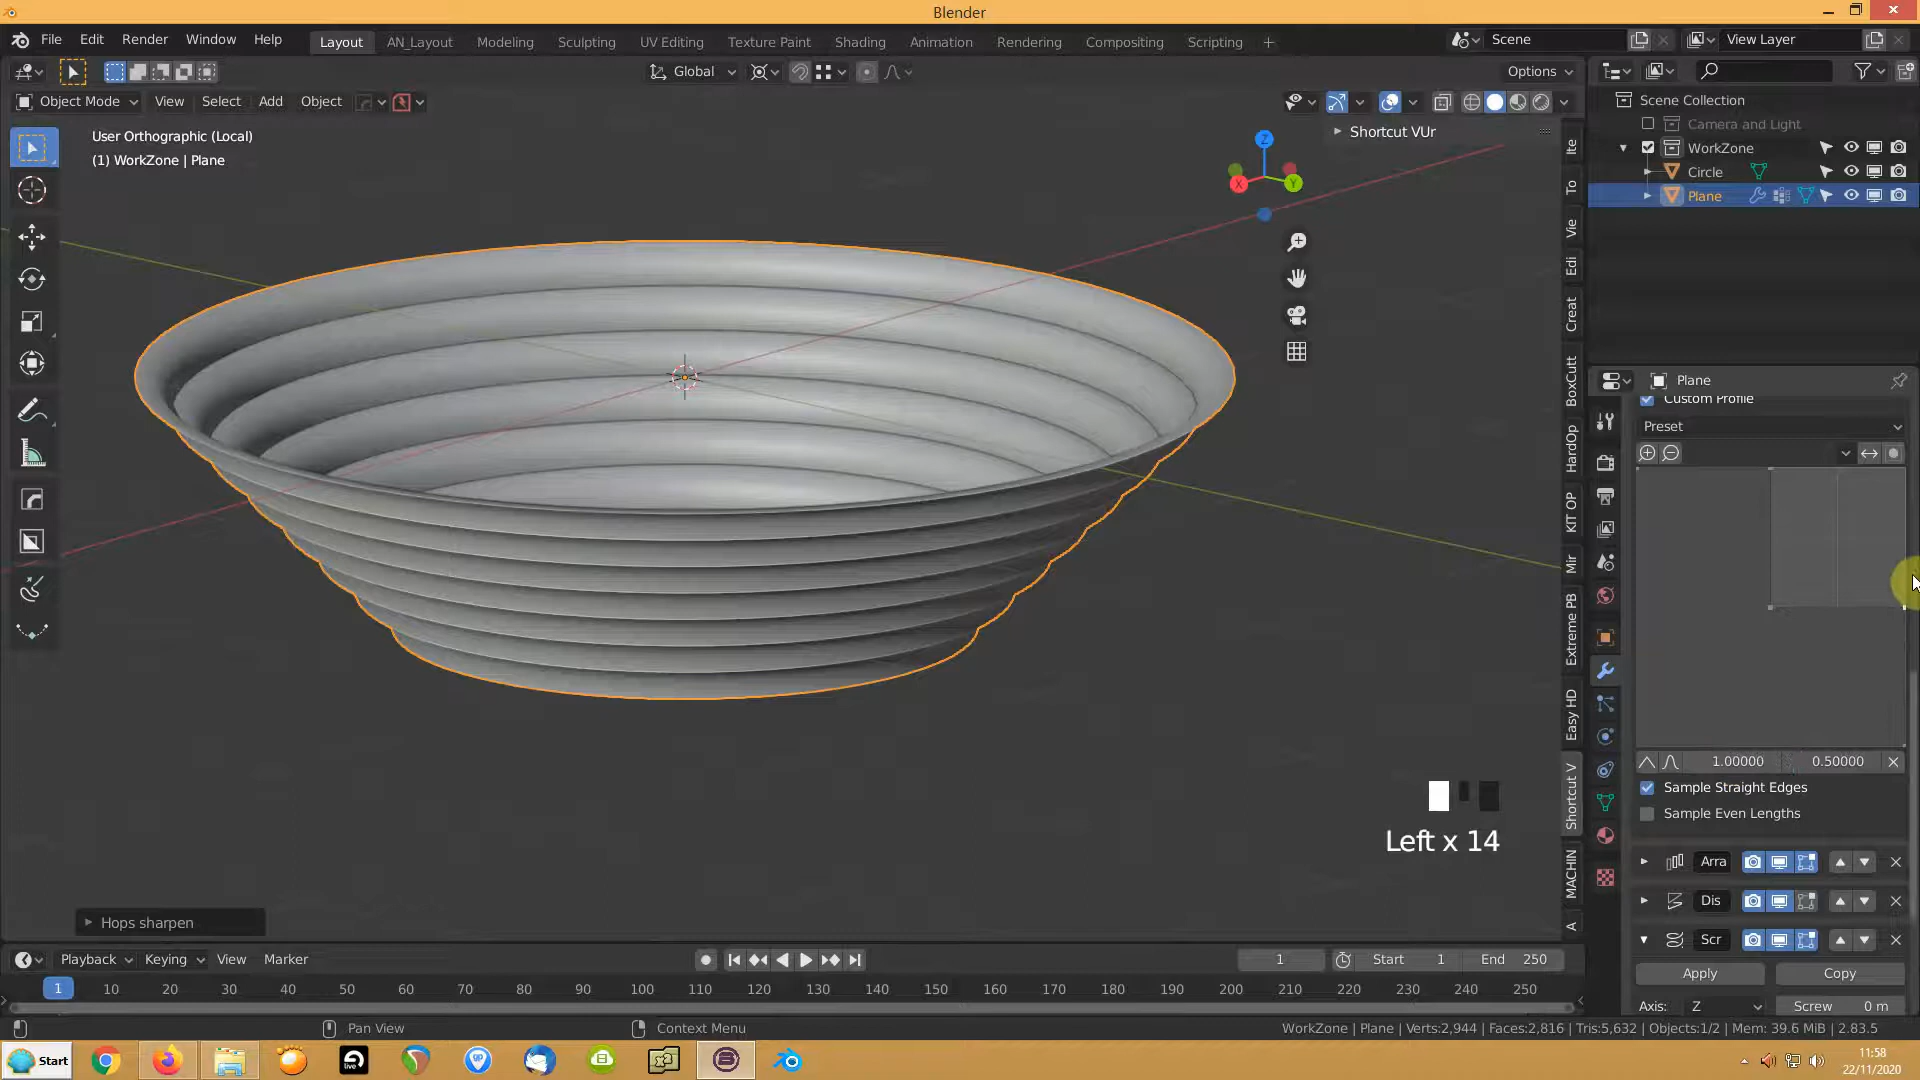 Blender
File Edit Render Window Help
Layout AN_Layout Modeling Sculpting UV Editing Texture Paint Shading Animation Rendering Compositing Scripting +
Scene
View Layer
Global
Options
Object Mode View Select Add Object
User Orthographic (Local)
(1) WorkZone | Plane
Z
X
Y
Shortcut VUr
Ite
To
Vie
Edi
Creat
BoxCutt
HardOp
KIT OP
Mir
Extreme PB
Easy HD
Shortcut V
MACHIN
A
Scene Collection
Camera and Light
WorkZone
Circle
Plane
Plane
Custom Profile
Preset
1.00000 0.50000
Sample Straight Edges
Sample Even Lengths
Arra
Dis
Scr
Apply Copy
Axis: Z Screw 0 m
Left x 14
Hops sharpen
Playback Keying View Marker
1 Start 1 End 250
1 10 20 30 40 50 60 70 80 90 100 110 120 130 140 150 160 170 180 190 200 210 220 230 240 250
Pan View Context Menu
WorkZone | Plane | Verts:2,944 | Faces:2,816 | Tris:5,632 | Objects:1/2 | Mem: 39.6 MiB | 2.83.5
Start
live
11:58
22/11/2020